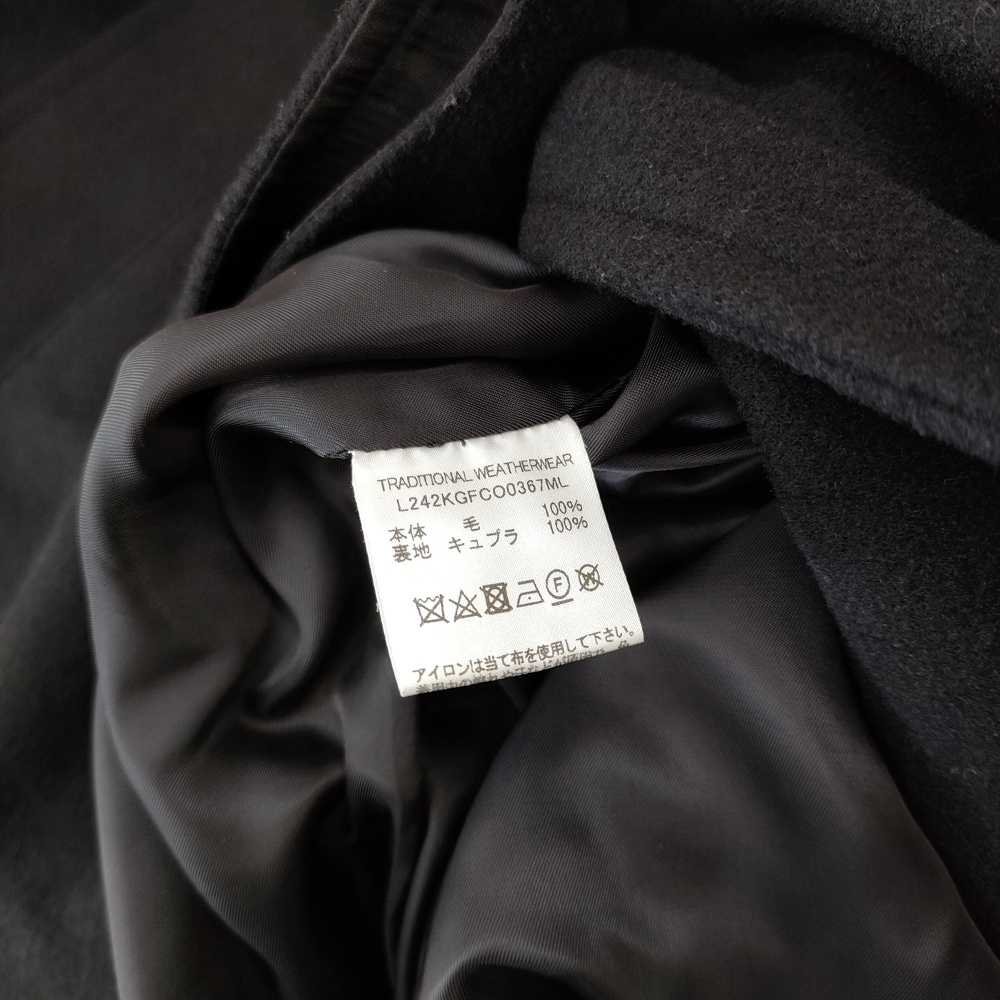 TRADITIONAL WEATHERWEAR
L242KGFCO0367ML
本体 毛 100%
裏地 キュプラ 100%
F W
アイロンは当て布を使用して下さい。